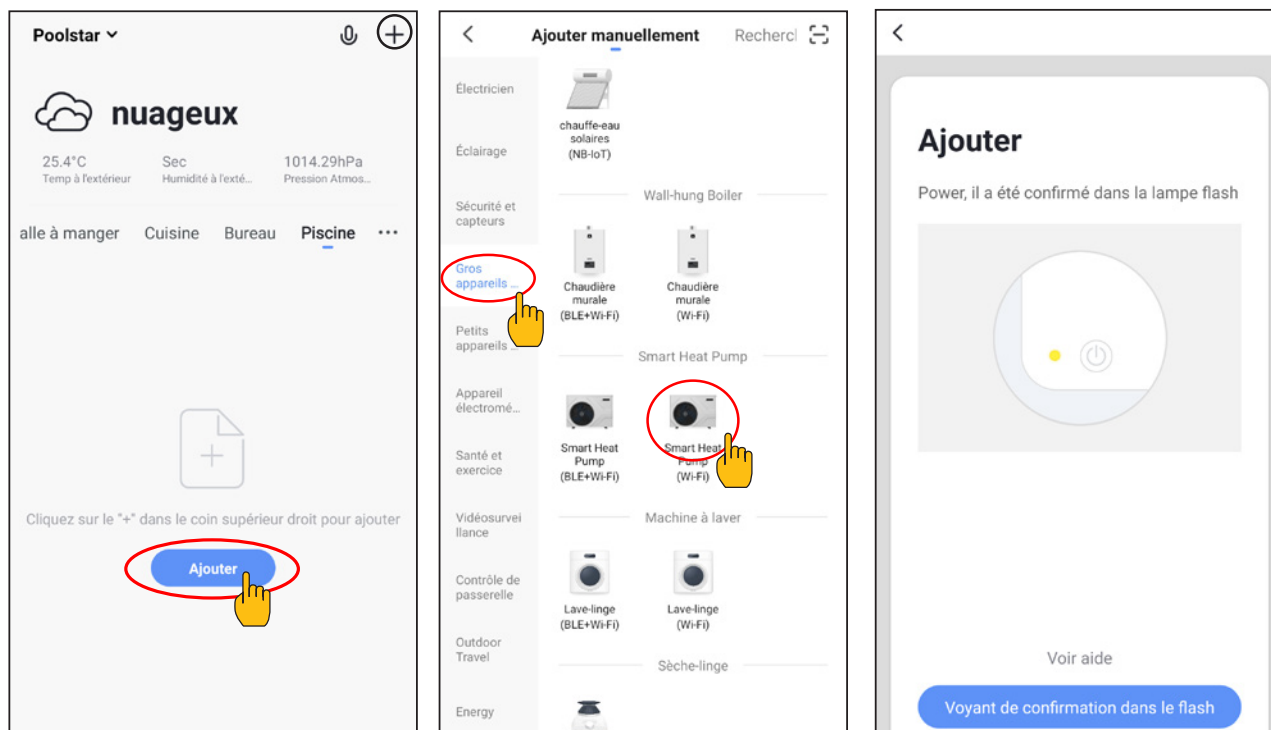 Poolstar
nuageux
25.4°C
Temp à l'extérieur
Sec
Humidité à l'exté...
1014.29hPa
Pression Atmos...
alle à manger Cuisine Bureau Piscine ...
Cliquez sur le "+" dans le coin supérieur droit pour ajouter
Ajouter
Ajouter manuellement Recherc
Électricien
Éclairage
Sécurité et
capteurs
Gros
appareils ...
Petits
appareils ...
Appareil
électromé...
Santé et
exercice
Vidéosurvei
llance
Contrôle de
passerelle
Outdoor
Travel
Energy
chauffe-eau
solaires
(NB-IoT)
Wall-hung Boiler
Chaudière
murale
(BLE+Wi-Fi)
Chaudière
murale
(Wi-Fi)
Smart Heat Pump
Smart Heat
Pump
(BLE+Wi-Fi)
Smart Heat
Pump
(Wi-Fi)
Machine à laver
Lave-linge
(BLE+Wi-Fi)
Lave-linge
(Wi-Fi)
Sèche-linge
Ajouter
Power, il a été confirmé dans la lampe flash
Voir aide
Voyant de confirmation dans le flash